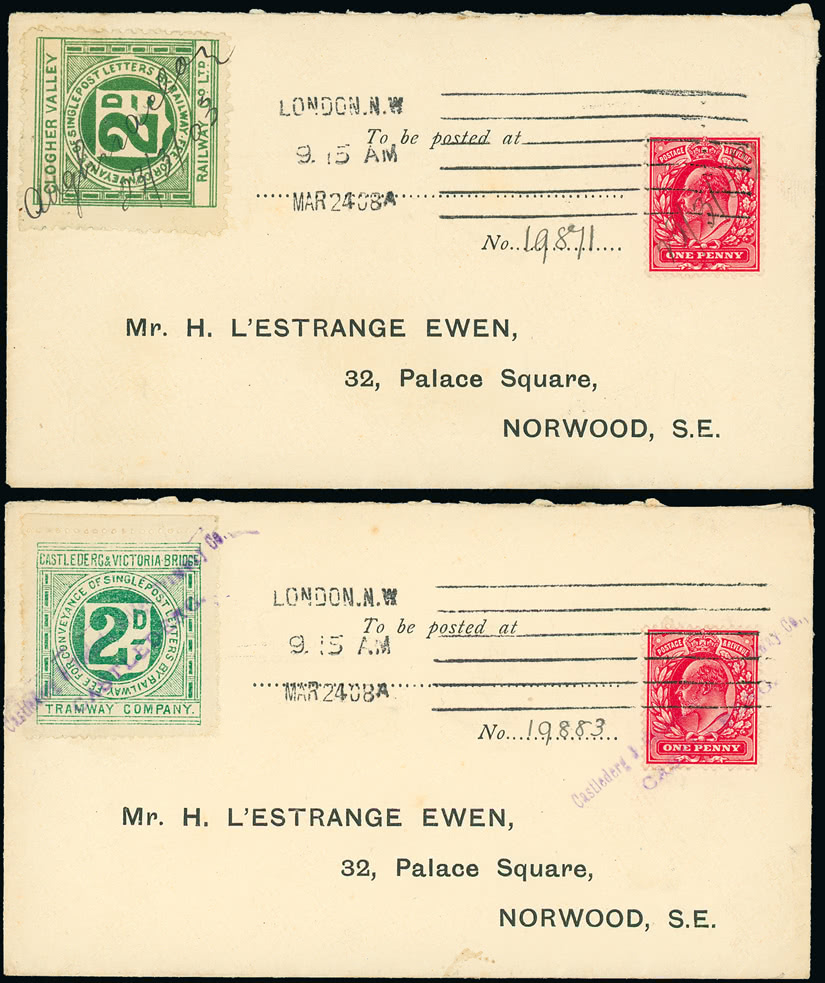 CLOGHER VALLEY
FEE FOR CONVEYANCE OF SINGLE POST LETTERS BY RAILWAY
2D
RAILWAY CO LTD
LONDON.N.W
To be posted at
9.15 AM
MAR 24 08A
No. 19871
POSTAGE REVENUE
ONE PENNY
Mr. H. L'ESTRANGE EWEN,
32, Palace Square,
NORWOOD, S.E.
CASTLEDERG & VICTORIA BRIDGE
FEE FOR CONVEYANCE OF SINGLE POST LETTERS BY RAILWAY
2D
TRAMWAY COMPANY.
CASTLEDERG.
LONDON.N.W
To be posted at
9.15 AM
MAR 24 08A
No. 19883
POSTAGE REVENUE
ONE PENNY
Castlederg &
Mr. H. L'ESTRANGE EWEN,
32, Palace Square,
NORWOOD, S.E.